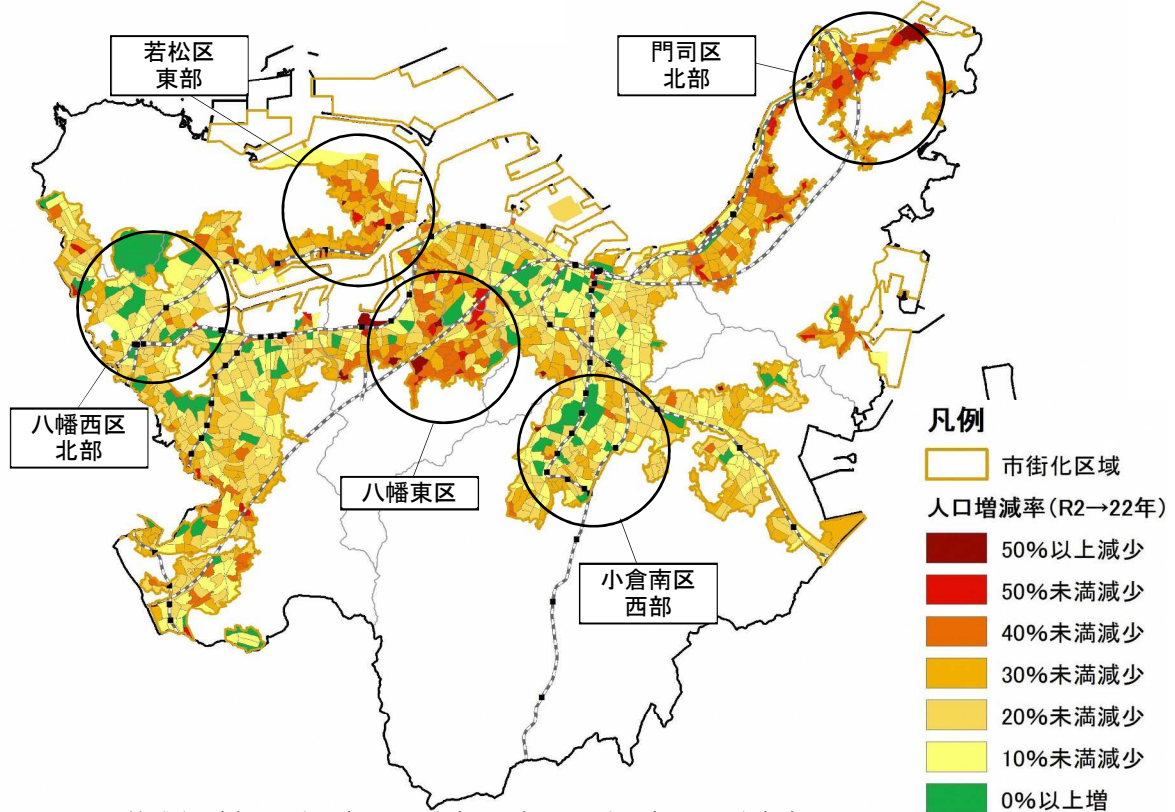 若松区
東部
門司区
北部
八幡西区
北部
八幡東区
小倉南区
西部
凡例
市街化区域
人口増減率(R2→22年)
50%以上減少
50%未満減少
40%未満減少
30%未満減少
20%未満減少
10%未満減少
0%以上増